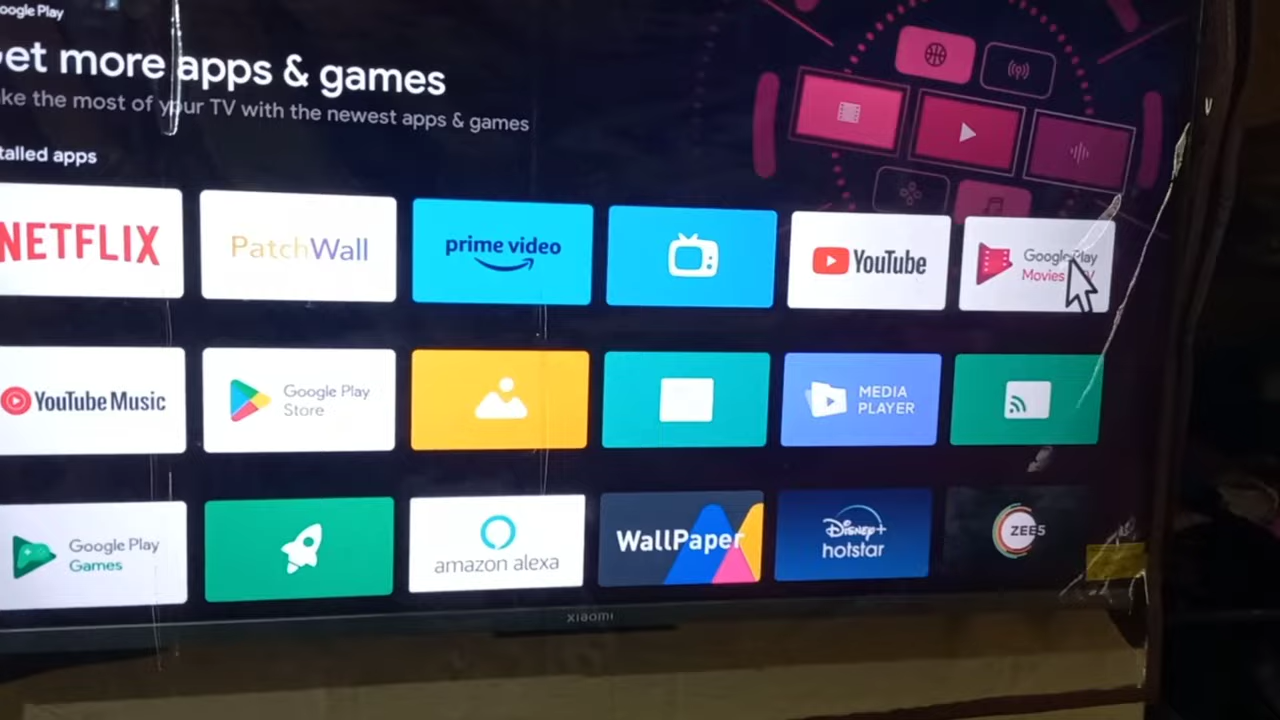 oogle Play
et more apps & games
ke the most of your TV with the newest apps & games
talled apps
NETFLIX
PatchWall
prime video
YouTube
Google Play
Movies TV
YouTube Music
Google Play
Store
MEDIA
PLAYER
Google Play
Games
amazon alexa
WallPaper
Disney+
hotstar
ZEE5
xiaomi